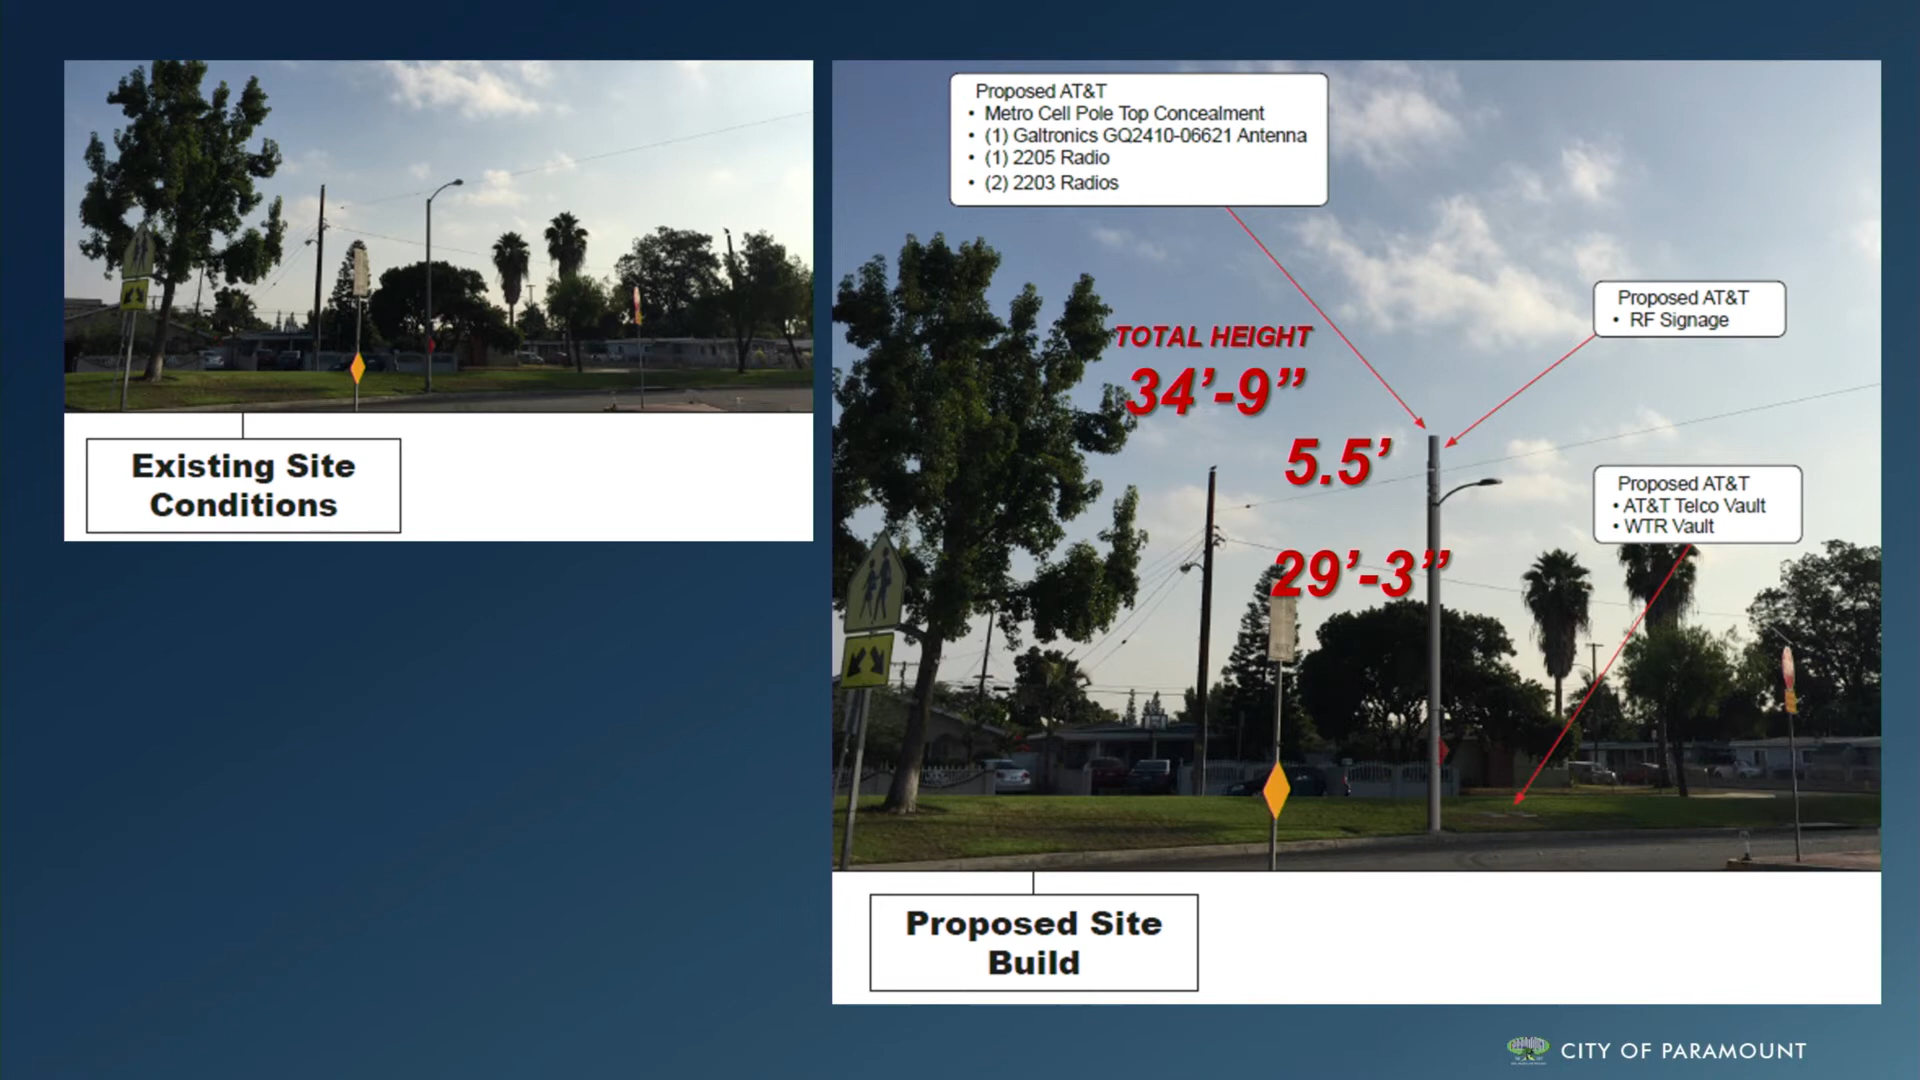 Existing Site
Conditions
Proposed AT&T
• Metro Cell Pole Top Concealment
• (1) Galtronics GQ2410-06621 Antenna
• (1) 2205 Radio
• (2) 2203 Radios
Proposed AT&T
• RF Signage
TOTAL HEIGHT
34’-9”
5.5’
Proposed AT&T
• AT&T Telco Vault
• WTR Vault
29’-3”
Proposed Site
Build
CITY OF PARAMOUNT